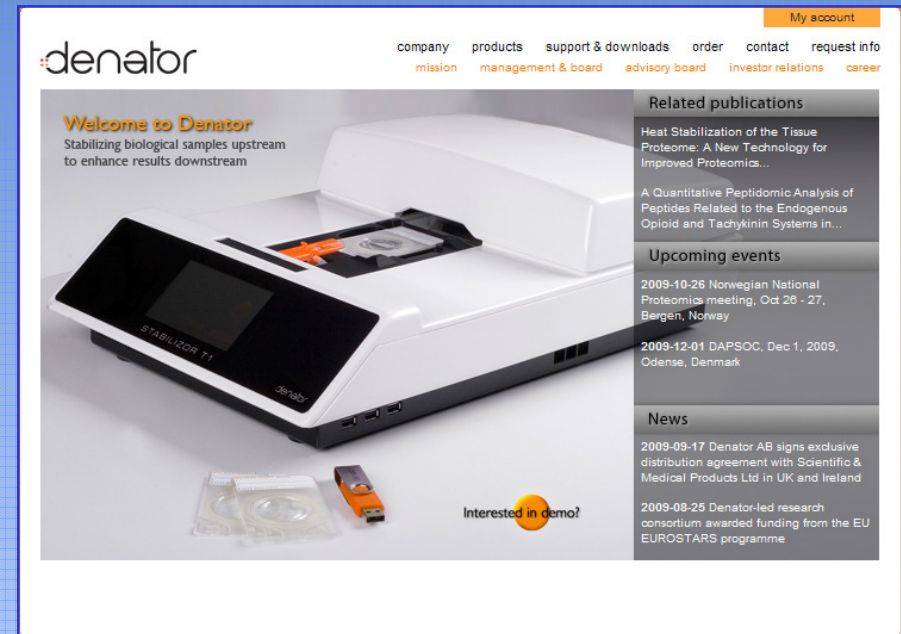 My account
denator
company products support & downloads order contact request info
mission management & board advisory board investor relations career
Welcome to Denator
Stabilizing biological samples upstream
to enhance results downstream
STABILIZOR T1
denator
Interested in demo?
Related publications
Heat Stabilization of the Tissue
Proteome: A New Technology for
Improved Proteomics...
A Quantitative Peptidomic Analysis of
Peptides Related to the Endogenous
Opioid and Tachykinin Systems in...
Upcoming events
2009-10-26 Norwegian National
Proteomics meeting, Oct 26 - 27,
Bergen, Norway
2009-12-01 DAPSOC, Dec 1, 2009,
Odense, Denmark
News
2009-09-17 Denator AB signs exclusive
distribution agreement with Scientific &
Medical Products Ltd in UK and Ireland
2009-08-25 Denator-led research
consortium awarded funding from the EU
EUROSTARS programme